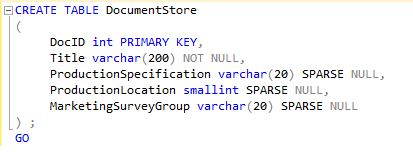 CREATE TABLE DocumentStore
(
DocID int PRIMARY KEY,
Title varchar(200) NOT NULL,
ProductionSpecification varchar(20) SPARSE NULL,
ProductionLocation smallint SPARSE NULL,
MarketingSurveyGroup varchar(20) SPARSE NULL
) ;
GO